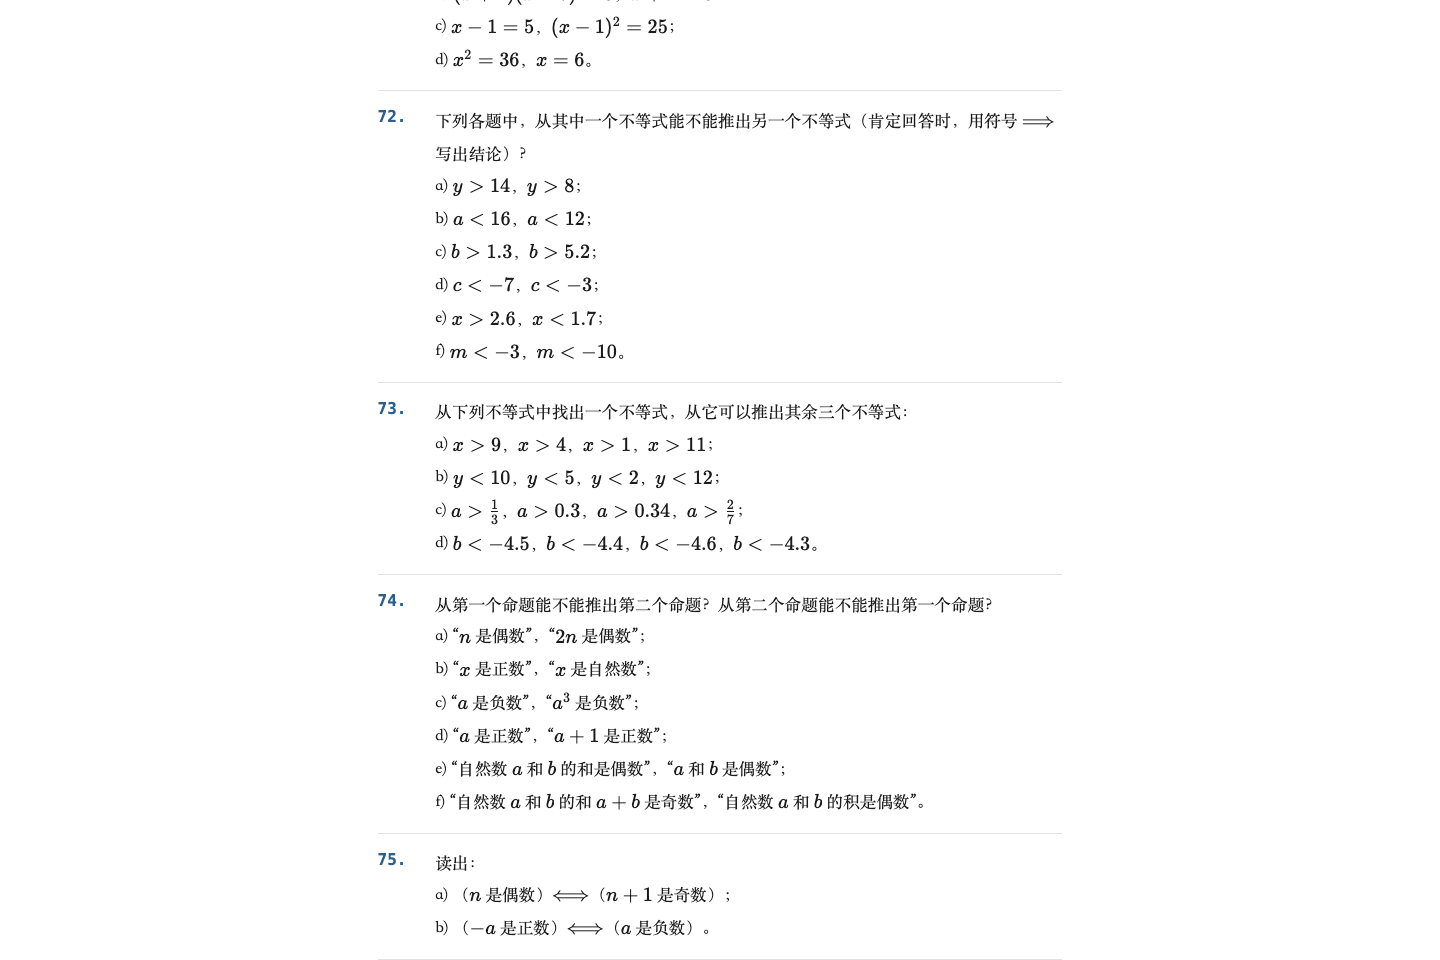 c) x − 1 = 5, (x − 1)² = 25;
d) x² = 36, x = 6。
72. 下列各题中，从其中一个不等式能不能推出另一个不等式（肯定回答时，用符号 ⟹
写出结论）？
a) y > 14, y > 8;
b) a < 16, a < 12;
c) b > 1.3, b > 5.2;
d) c < −7, c < −3;
e) x > 2.6, x < 1.7;
f) m < −3, m < −10。
73. 从下列不等式中找出一个不等式，从它可以推出其余三个不等式：
a) x > 9, x > 4, x > 1, x > 11;
b) y < 10, y < 5, y < 2, y < 12;
c) a > 1/3, a > 0.3, a > 0.34, a > 2/7;
d) b < −4.5, b < −4.4, b < −4.6, b < −4.3。
74. 从第一个命题能不能推出第二个命题？从第二个命题能不能推出第一个命题？
a) “n 是偶数”, “2n 是偶数”;
b) “x 是正数”, “x 是自然数”;
c) “a 是负数”, “a³ 是负数”;
d) “a 是正数”, “a + 1 是正数”;
e) “自然数 a 和 b 的和是偶数”, “a 和 b 是偶数”;
f) “自然数 a 和 b 的和 a + b 是奇数”, “自然数 a 和 b 的积是偶数”。
75. 读出：
a) （n 是偶数）⟺（n + 1 是奇数）;
b) （−a 是正数）⟺（a 是负数）。